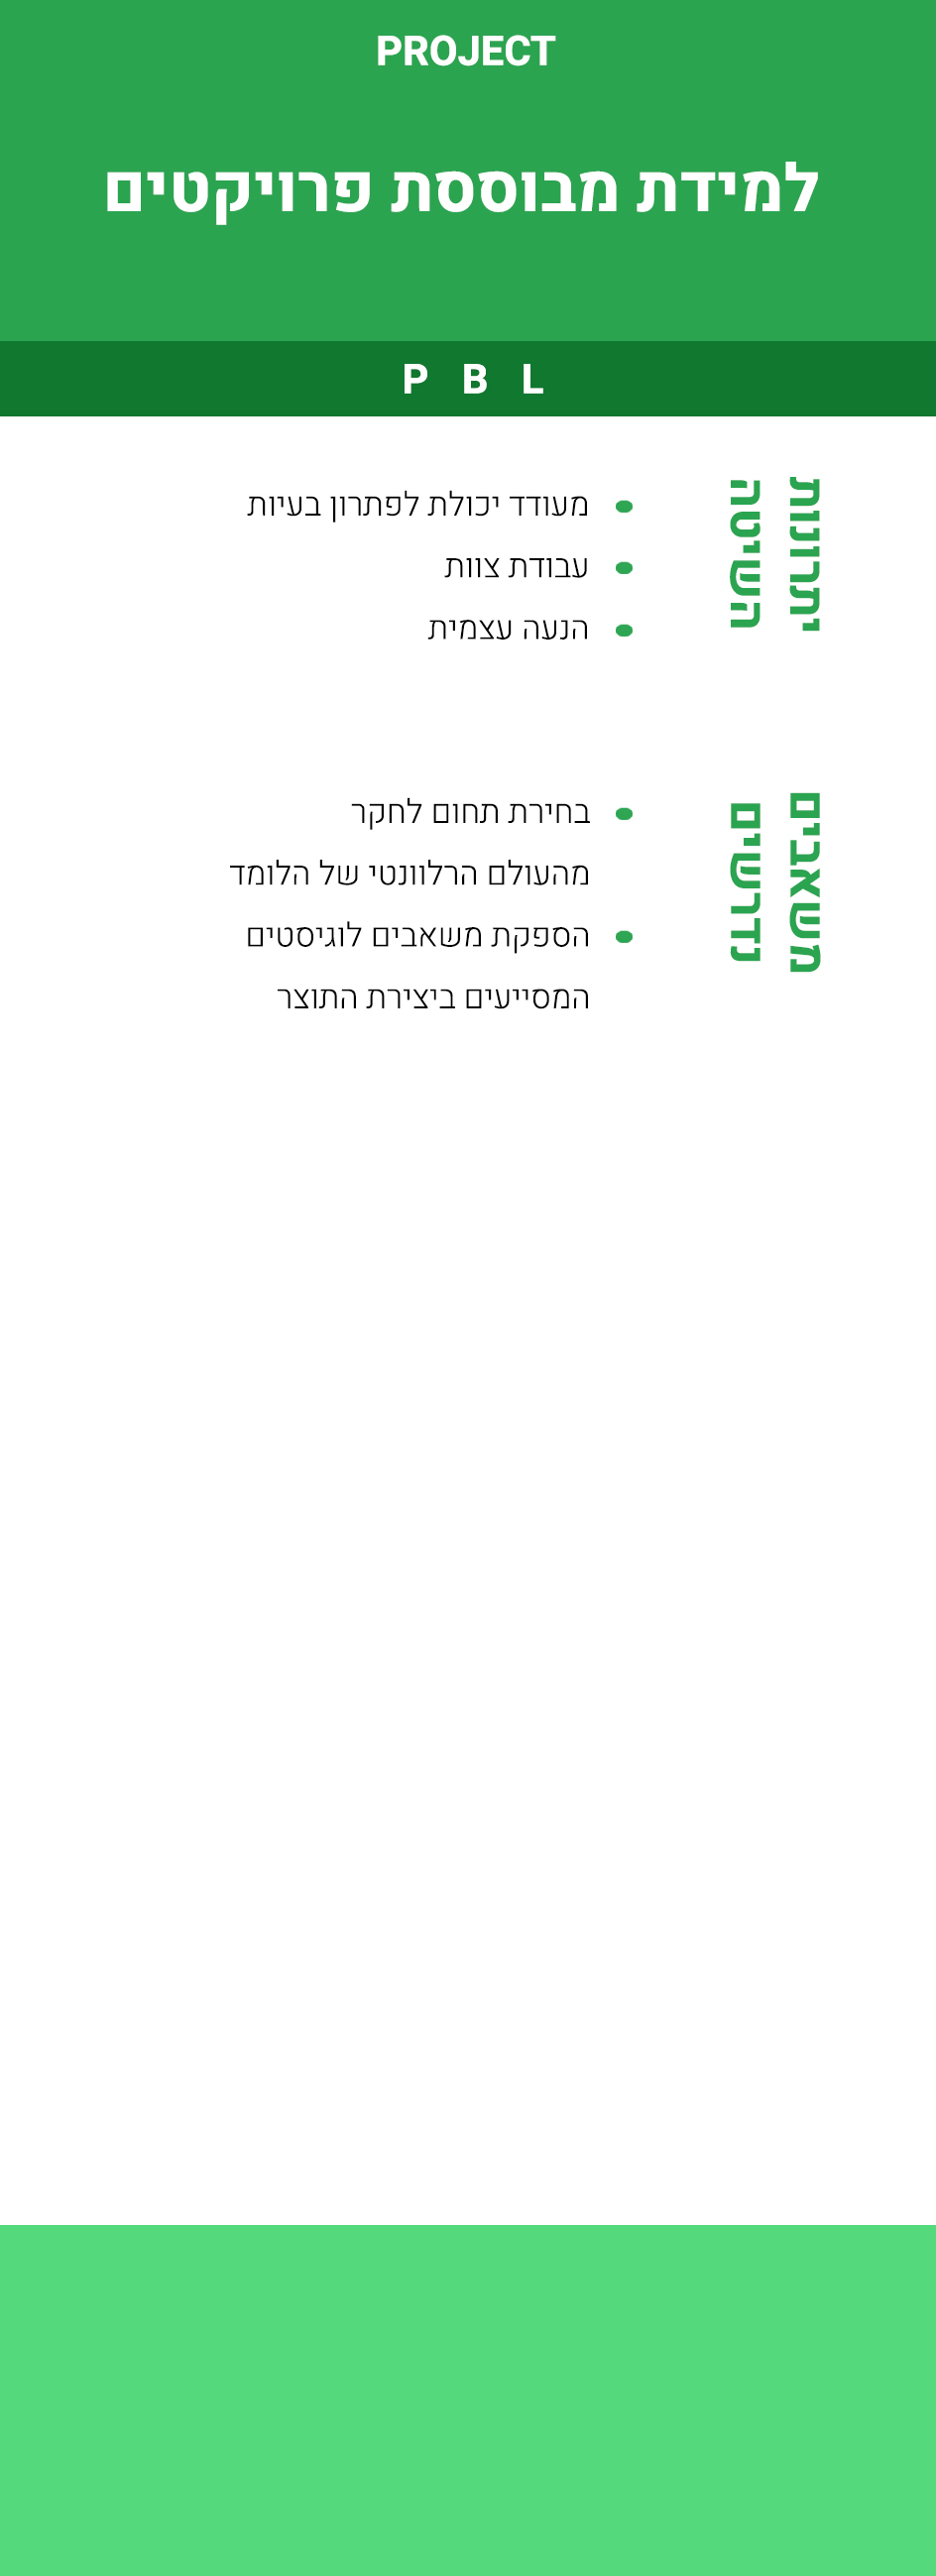 PROJECT
למידת מבוססת פרויקטים
P B L
יתרונות
השיטה
מעודד יכולת לפתרון בעיות
עבודת צוות
הנעה עצמית
משאבים
נדרשים
בחירת תחום לחקר
מהעולם הרלוונטי של הלומד
הספקת משאבים לוגיסטים
המסייעים ביצירת התוצר